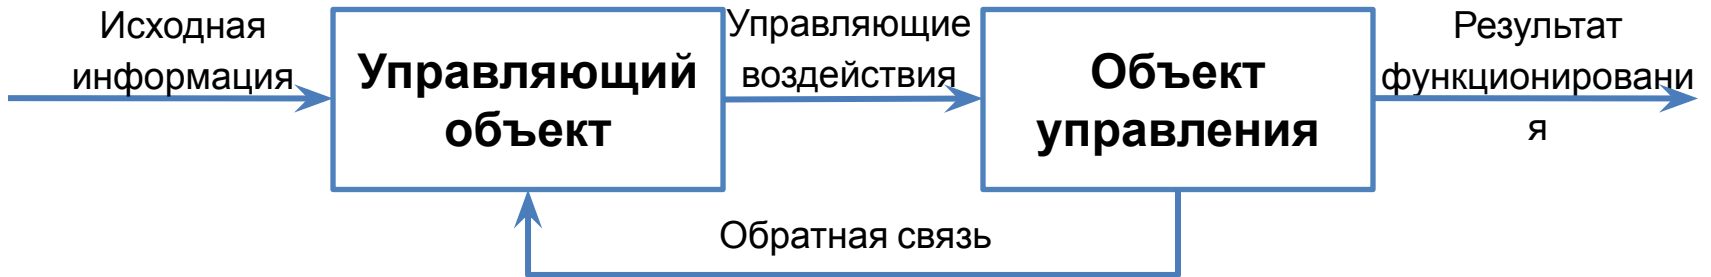 Исходная
информация
Управляющий
объект
Управляющие
воздействия
Объект
управления
Результат
функционировани
я
Обратная связь